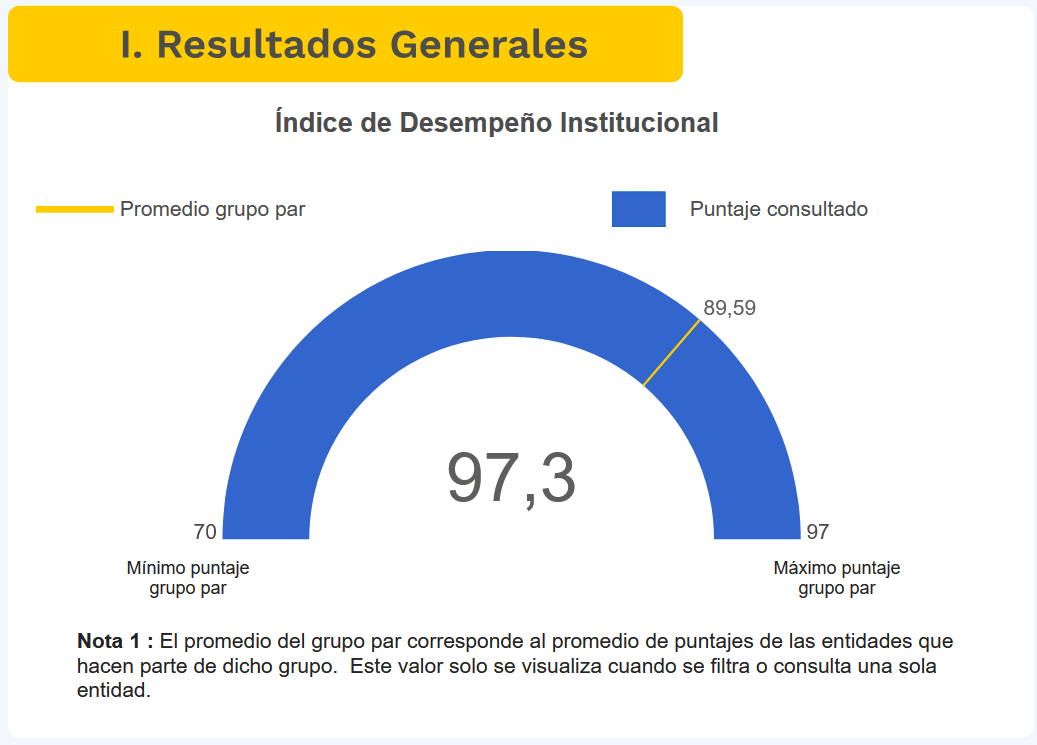 I. Resultados Generales
Índice de Desempeño Institucional
Promedio grupo par
Puntaje consultado
89,59
97,3
70
97
Mínimo puntaje
grupo par
Máximo puntaje
grupo par
Nota 1 : El promedio del grupo par corresponde al promedio de puntajes de las entidades que
hacen parte de dicho grupo.  Este valor solo se visualiza cuando se filtra o consulta una sola
entidad.